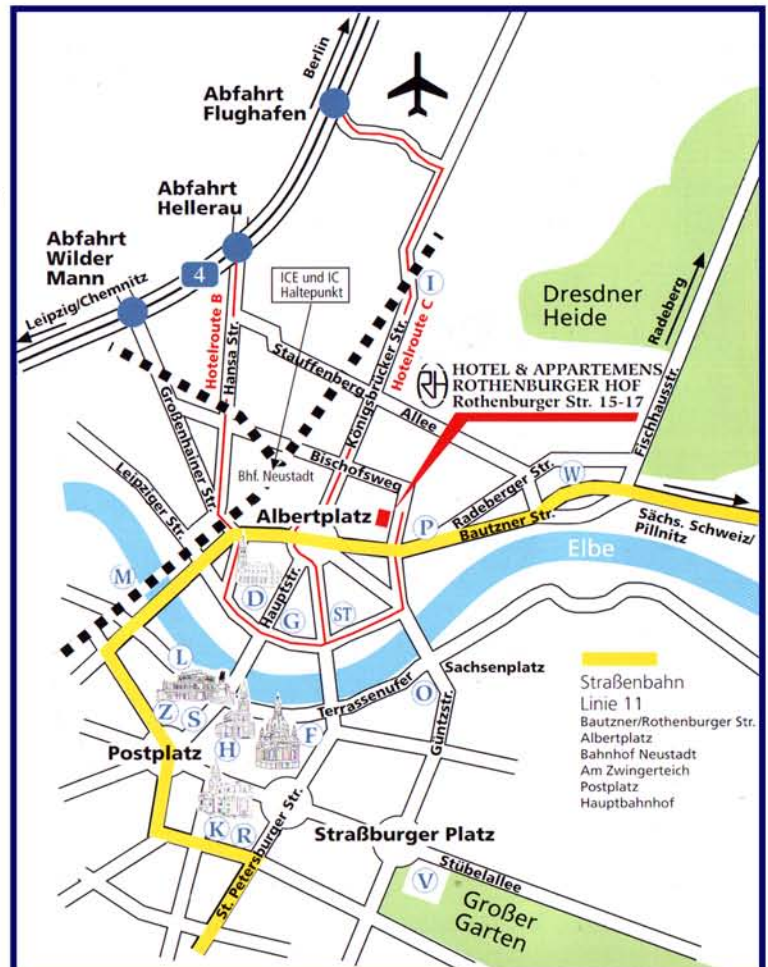 Berlin
Abfahrt
Flughafen
Abfahrt
Hellerau
Abfahrt
Wilder
Mann
4
Leipzig/Chemnitz
ICE und IC
Haltepunkt
I
Hotelroute B
Hansa Str.
Hotelroute C
Königsbrücker Str.
Stauffenberg
Allee
Dresdner
Heide
Radeberg
Fischhausstr.
RH
HOTEL & APPARTEMENS
ROTHENBURGER HOF
Rothenburger Str. 15-17
Großenhainer Str.
Leipziger Str.
Bischofsweg
Bhf. Neustadt
Albertplatz
Radeberger Str.
W
P
Bautzner Str.
Sächs. Schweiz/
Pillnitz
Elbe
M
D
Hauptstr.
G
ST
L
Z
S
H
F
Terrassenufer
O
Sachsenplatz
Güntzstr.
Postplatz
K
R
St. Petersburger Str.
Straßburger Platz
Stübelallee
V
Großer
Garten
Straßenbahn
Linie 11
Bautzner/Rothenburger Str.
Albertplatz
Bahnhof Neustadt
Am Zwingerteich
Postplatz
Hauptbahnhof